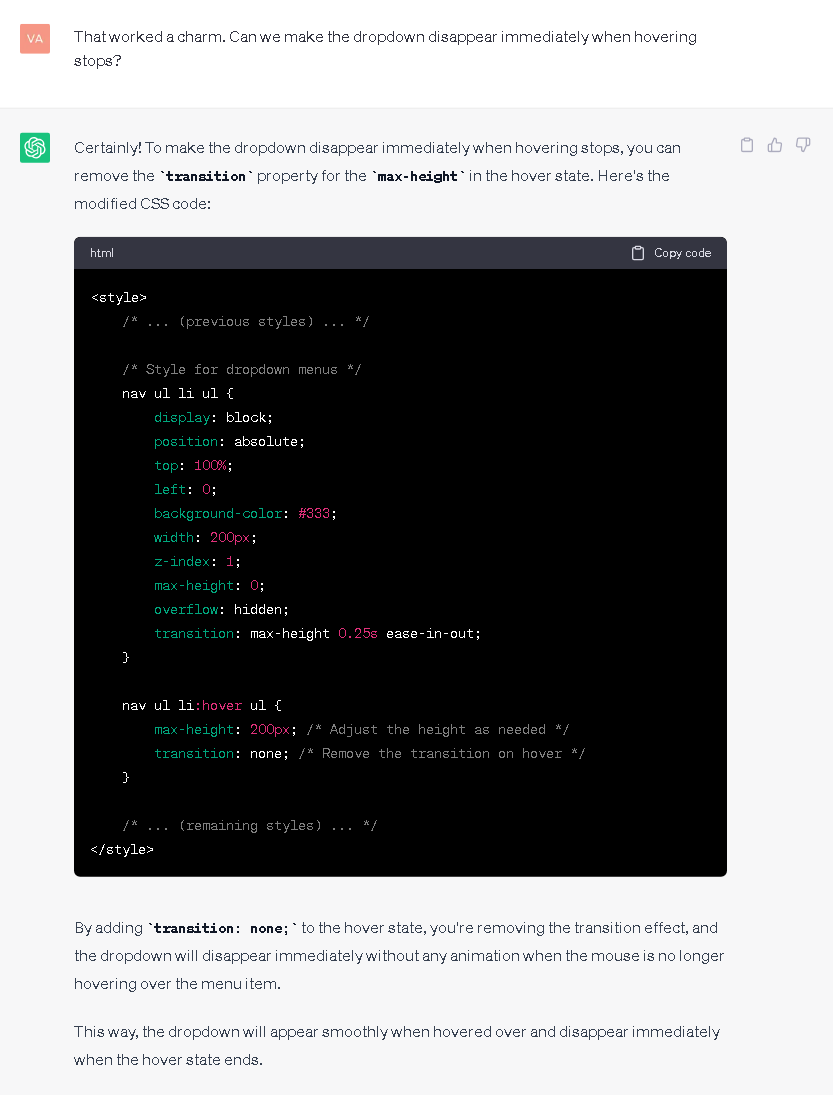 VA
That worked a charm. Can we make the dropdown disappear immediately when hovering
stops?
Certainly! To make the dropdown disappear immediately when hovering stops, you can
remove the `transition` property for the `max-height` in the hover state. Here's the
modified CSS code:
html
Copy code
<style>
    /* ... (previous styles) ... */

    /* Style for dropdown menus */
    nav ul li ul {
        display: block;
        position: absolute;
        top: 100%;
        left: 0;
        background-color: #333;
        width: 200px;
        z-index: 1;
        max-height: 0;
        overflow: hidden;
        transition: max-height 0.25s ease-in-out;
    }

    nav ul li:hover ul {
        max-height: 200px; /* Adjust the height as needed */
        transition: none; /* Remove the transition on hover */
    }

    /* ... (remaining styles) ... */
</style>
By adding `transition: none;` to the hover state, you're removing the transition effect, and
the dropdown will disappear immediately without any animation when the mouse is no longer
hovering over the menu item.
This way, the dropdown will appear smoothly when hovered over and disappear immediately
when the hover state ends.